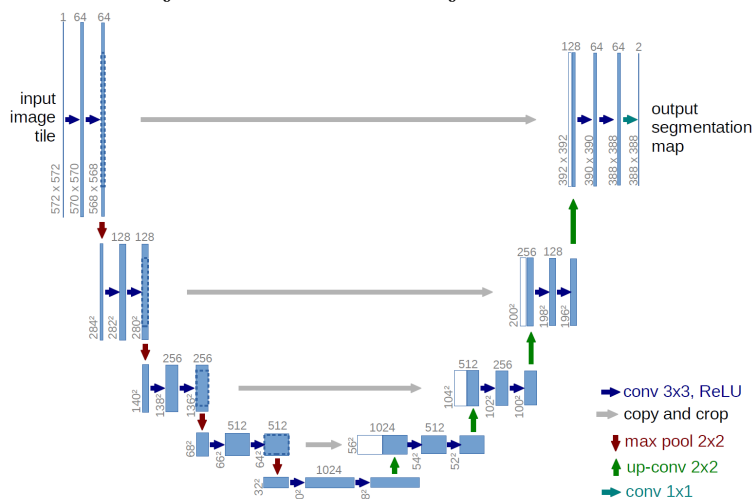 1 64 64
128 64 64 2
input
image
tile
output
segmentation
map
572 x 572
570 x 570
568 x 568
392 x 392
390 x 390
388 x 388
388 x 388
128 128
256 128
284²
282²
280²
200²
198²
196²
256 256
512 256
140²
138²
136²
104²
102²
100²
512 512
1024 512
68²
66²
64²
56²
54²
52²
1024
32²
conv 3x3, ReLU
copy and crop
max pool 2x2
up-conv 2x2
conv 1x1